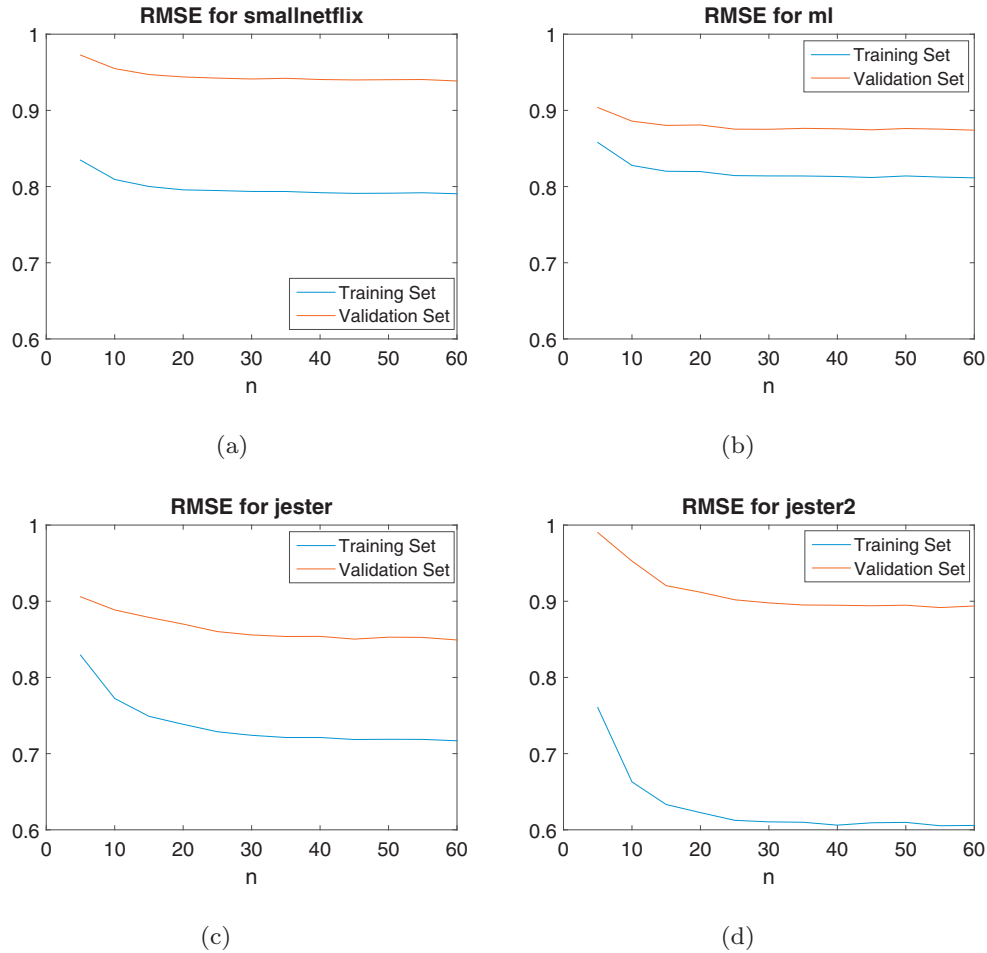 RMSE for smallnetflix
1
0.9
0.8
0.7
0.6
Training Set
Validation Set
0 10 20 30 40 50 60
n
(a)
RMSE for ml
1
0.9
0.8
0.7
0.6
Training Set
Validation Set
0 10 20 30 40 50 60
n
(b)
RMSE for jester
1
0.9
0.8
0.7
0.6
Training Set
Validation Set
0 10 20 30 40 50 60
n
(c)
RMSE for jester2
1
0.9
0.8
0.7
0.6
Training Set
Validation Set
0 10 20 30 40 50 60
n
(d)